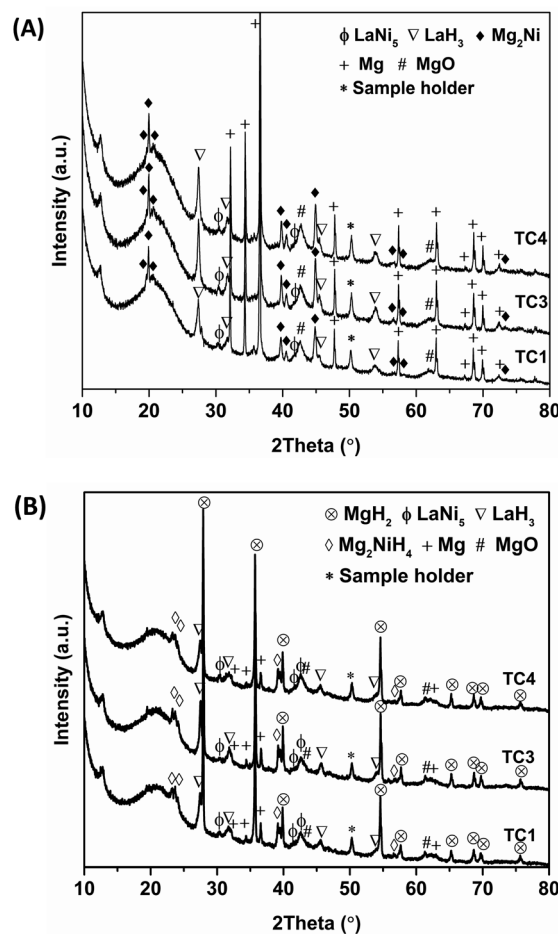 (A)
ϕ LaNi5 ▽ LaH3 ♦ Mg2Ni
+ Mg # MgO
* Sample holder
TC4
TC3
TC1
Intensity (a.u.)
10 20 30 40 50 60 70 80
2Theta (°)
(B)
⊗ MgH2 ϕ LaNi5 ▽ LaH3
◊ Mg2NiH4 + Mg # MgO
* Sample holder
TC4
TC3
TC1
Intensity (a.u.)
10 20 30 40 50 60 70 80
2Theta (°)